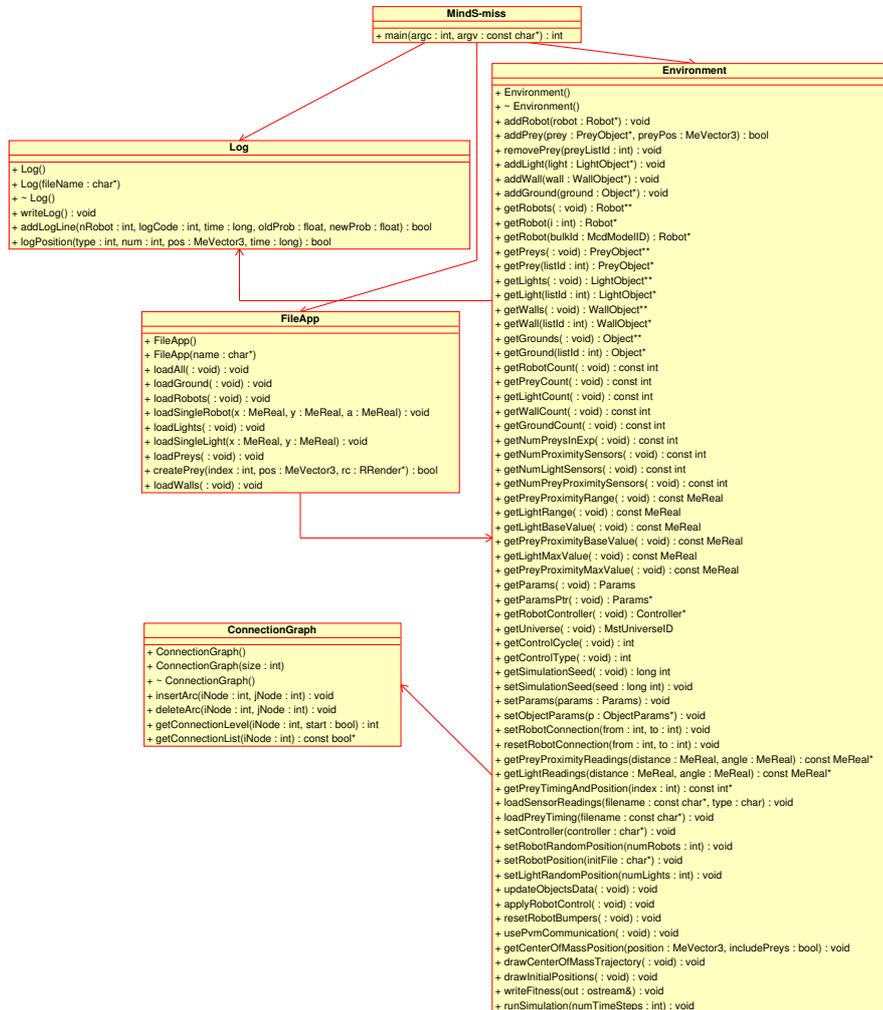 MindS-miss
+ main(argc : int, argv : const char*) : int
Log
+ Log()
+ Log(fileName : char*)
+ ~ Log()
+ writeLog() : void
+ addLogLine(nRobot : int, logCode : int, time : long, oldProb : float, newProb : float) : bool
+ logPosition(type : int, num : int, pos : MeVector3, time : long) : bool
FileApp
+ FileApp()
+ FileApp(name : char*)
+ loadAll( : void) : void
+ loadGround( : void) : void
+ loadRobots( : void) : void
+ loadSingleRobot(x : MeReal, y : MeReal, a : MeReal) : void
+ loadLights( : void) : void
+ loadSingleLight(x : MeReal, y : MeReal) : void
+ loadPreys( : void) : void
+ createPrey(index : int, pos : MeVector3, rc : RRender*) : bool
+ loadWalls( : void) : void
ConnectionGraph
+ ConnectionGraph()
+ ConnectionGraph(size : int)
+ ~ ConnectionGraph()
+ insertArc(iNode : int, jNode : int) : void
+ deleteArc(iNode : int, jNode : int) : void
+ getConnectionLevel(iNode : int, start : bool) : int
+ getConnectionList(iNode : int) : const bool*
Environment
+ Environment()
+ ~ Environment()
+ addRobot(robot : Robot*) : void
+ addPrey(prey : PreyObject*, preyPos : MeVector3) : bool
+ removePrey(preyListId : int) : void
+ addLight(light : LightObject*) : void
+ addWall(wall : WallObject*) : void
+ addGround(ground : Object*) : void
+ getRobots( : void) : Robot**
+ getRobot(i : int) : Robot*
+ getRobot(bulkId : McdModelID) : Robot*
+ getPreys( : void) : PreyObject**
+ getPrey(listId : int) : PreyObject*
+ getLights( : void) : LightObject**
+ getLight(listId : int) : LightObject*
+ getWalls( : void) : WallObject**
+ getWall(listId : int) : WallObject*
+ getGrounds( : void) : Object**
+ getGround(listId : int) : Object*
+ getRobotCount( : void) : const int
+ getPreyCount( : void) : const int
+ getLightCount( : void) : const int
+ getWallCount( : void) : const int
+ getGroundCount( : void) : const int
+ getNumPreysInExp( : void) : const int
+ getNumProximitySensors( : void) : const int
+ getNumLightSensors( : void) : const int
+ getNumPreyProximitySensors( : void) : const int
+ getPreyProximityRange( : void) : const MeReal
+ getLightRange( : void) : const MeReal
+ getLightBaseValue( : void) : const MeReal
+ getPreyProximityBaseValue( : void) : const MeReal
+ getLightMaxValue( : void) : const MeReal
+ getPreyProximityMaxValue( : void) : const MeReal
+ getParams( : void) : Params
+ getParamsPtr( : void) : Params*
+ getRobotController( : void) : Controller*
+ getUniverse( : void) : MstUniverseID
+ getControlCycle( : void) : int
+ getControlType( : void) : int
+ getSimulationSeed( : void) : long int
+ setSimulationSeed(seed : long int) : void
+ setParams(params : Params) : void
+ setObjectParams(p : ObjectParams*) : void
+ setRobotConnection(from : int, to : int) : void
+ resetRobotConnection(from : int, to : int) : void
+ getPreyProximityReadings(distance : MeReal, angle : MeReal) : const MeReal*
+ getLightReadings(distance : MeReal, angle : MeReal) : const MeReal*
+ getPreyTimingAndPosition(index : int) : const int*
+ loadSensorReadings(filename : const char*, type : char) : void
+ loadPreyTiming(filename : const char*) : void
+ setController(controller : char*) : void
+ setRobotRandomPosition(numRobots : int) : void
+ setRobotPosition(initFile : char*) : void
+ setLightRandomPosition(numLights : int) : void
+ updateObjectsData( : void) : void
+ applyRobotControl( : void) : void
+ resetRobotBumpers( : void) : void
+ usePvmCommunication( : void) : void
+ getCenterOfMassPosition(position : MeVector3, includePreys : bool) : void
+ drawCenterOfMassTrajectory( : void) : void
+ drawInitialPositions( : void) : void
+ writeFitness(out : ostream&) : void
+ runSimulation(numTimeSteps : int) : void